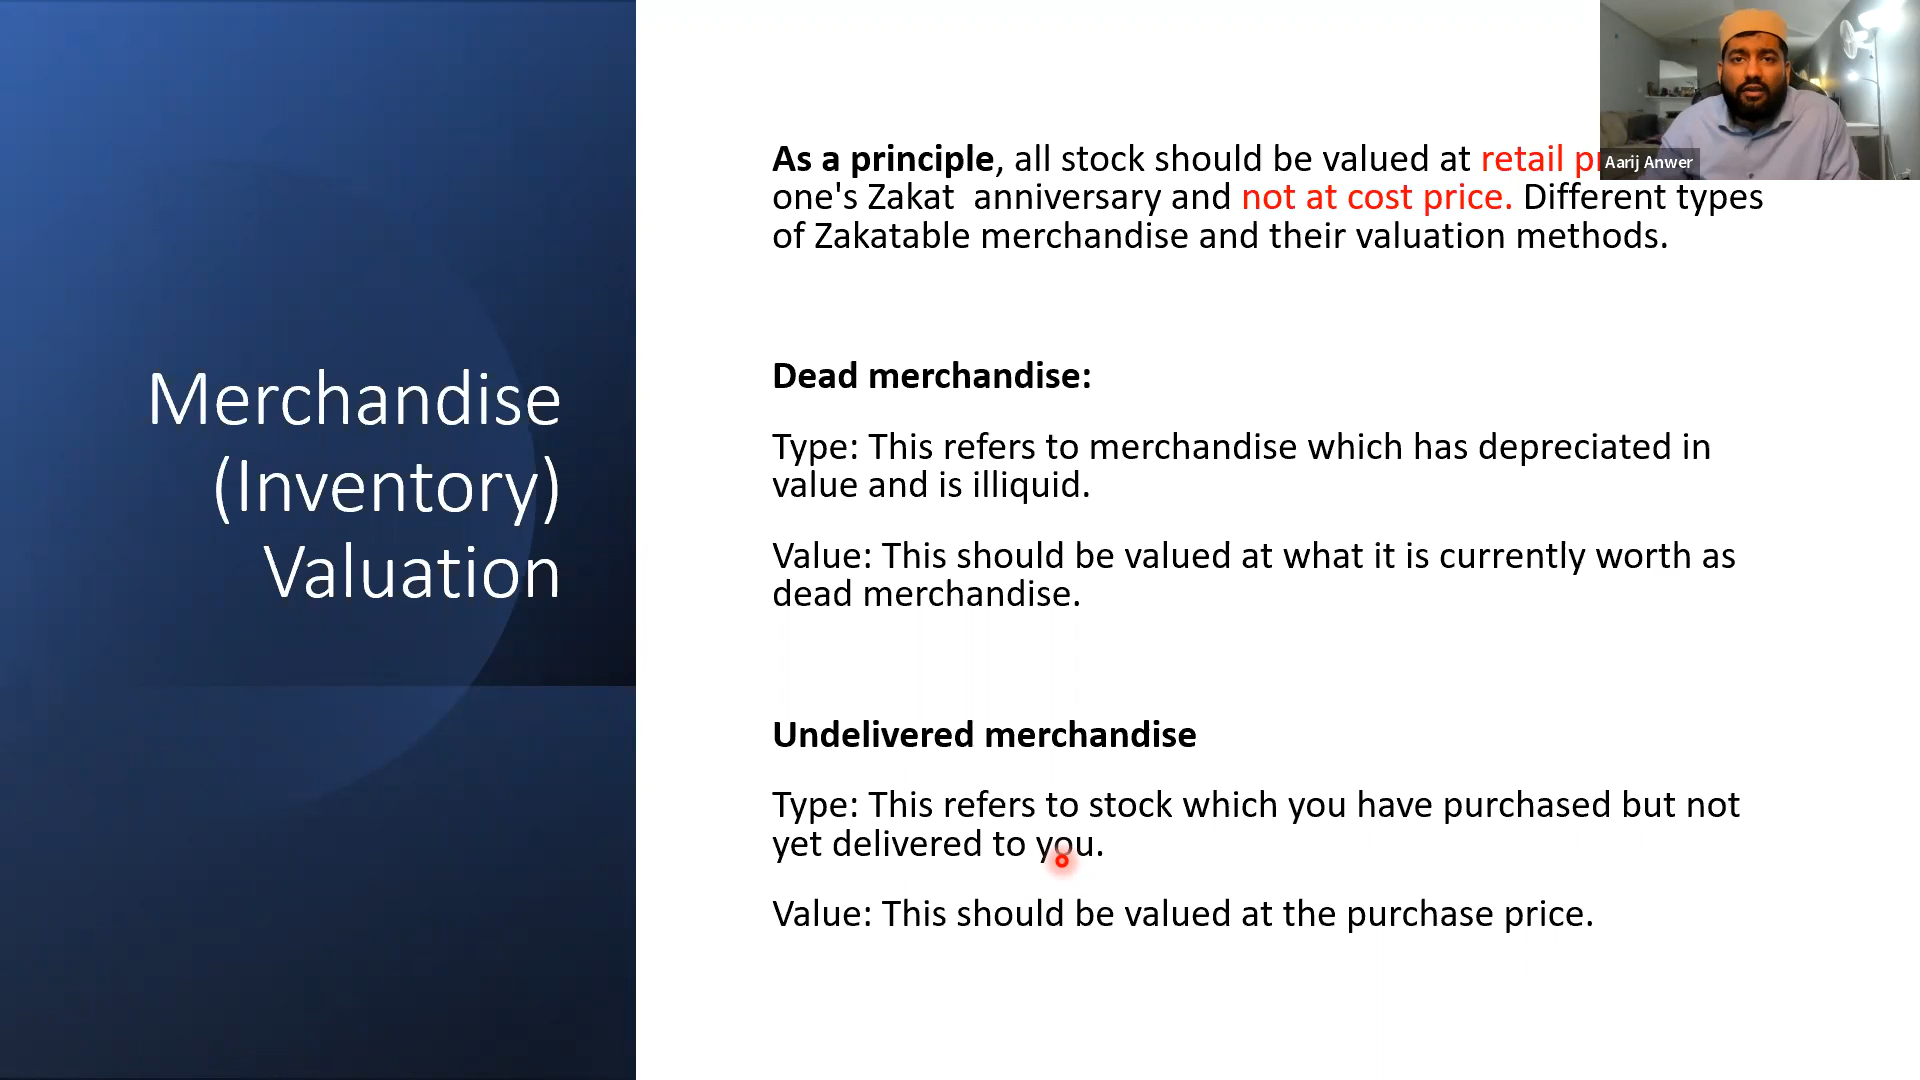 Merchandise
(Inventory)
Valuation
As a principle, all stock should be valued at retail
one's Zakat  anniversary and not at cost price. Different types
of Zakatable merchandise and their valuation methods.
Dead merchandise:
Type: This refers to merchandise which has depreciated in
value and is illiquid.
Value: This should be valued at what it is currently worth as
dead merchandise.
Undelivered merchandise
Type: This refers to stock which you have purchased but not
yet delivered to you.
Value: This should be valued at the purchase price.
Aarij Anwer